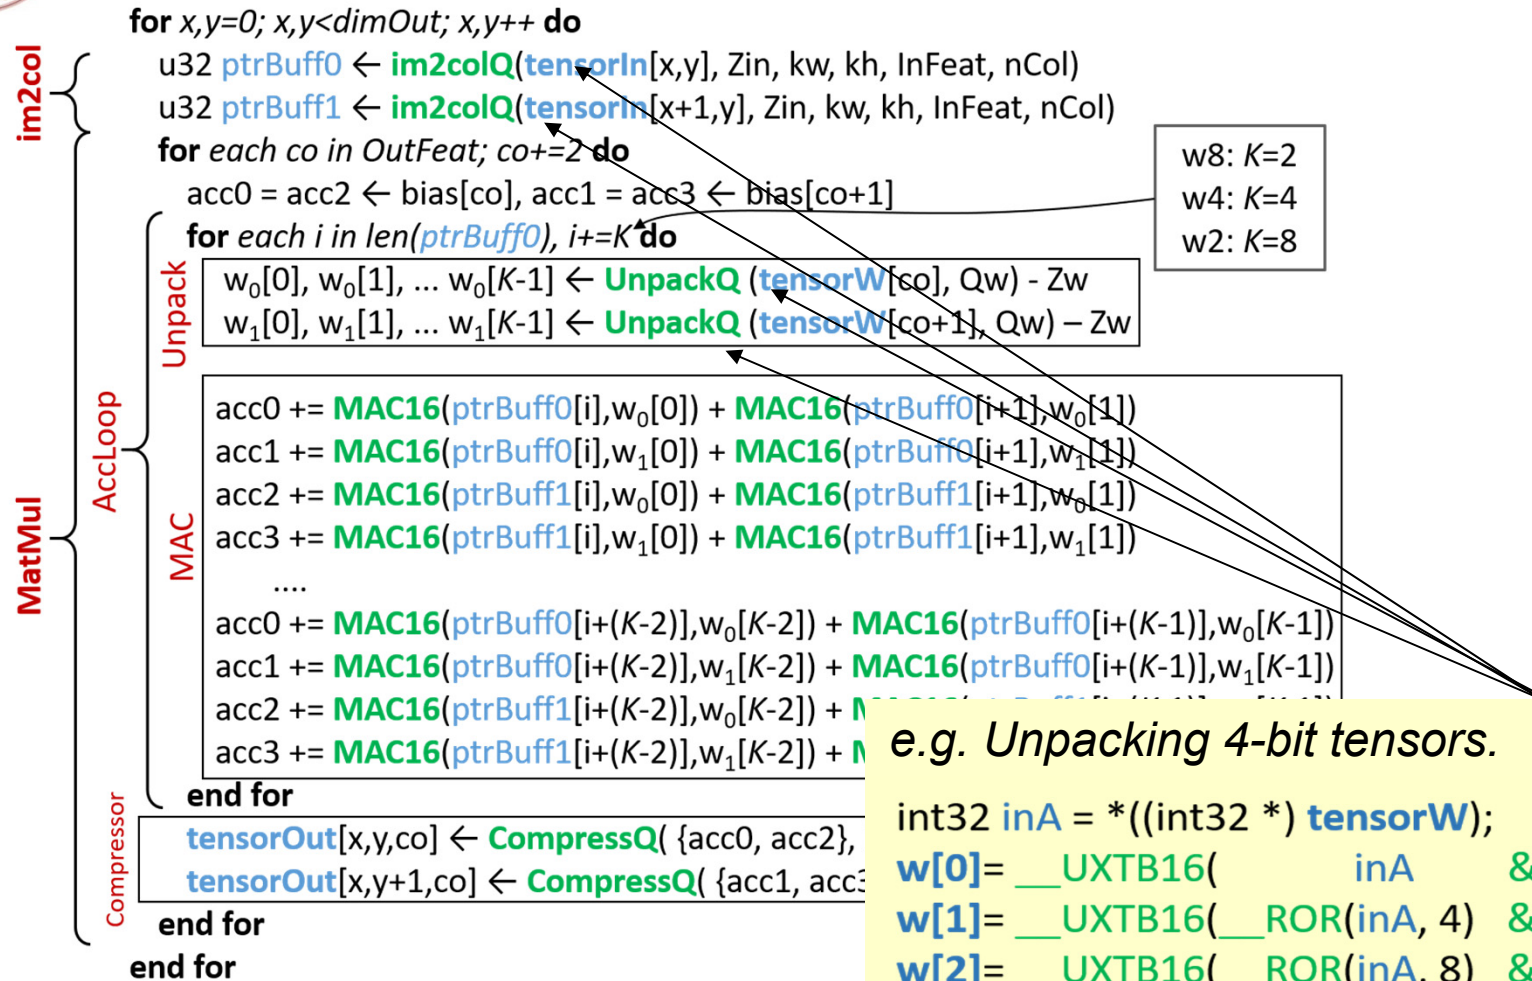 for x,y=0; x,y<dimOut; x,y++ do
im2col
u32 ptrBuff0 ← im2colQ(tensorIn[x,y], Zin, kw, kh, InFeat, nCol)
u32 ptrBuff1 ← im2colQ(tensorIn[x+1,y], Zin, kw, kh, InFeat, nCol)
for each co in OutFeat; co+=2 do
acc0 = acc2 ← bias[co], acc1 = acc3 ← bias[co+1]
w8: K=2
w4: K=4
w2: K=8
for each i in len(ptrBuff0), i+=K do
MatMul
AccLoop
Unpack
w₀[0], w₀[1], ... w₀[K-1] ← UnpackQ (tensorW[co], Qw) - Zw
w₁[0], w₁[1], ... w₁[K-1] ← UnpackQ (tensorW[co+1], Qw) – Zw
MAC
acc0 += MAC16(ptrBuff0[i],w₀[0]) + MAC16(ptrBuff0[i+1],w₀[1])
acc1 += MAC16(ptrBuff0[i],w₁[0]) + MAC16(ptrBuff0[i+1],w₁[1])
acc2 += MAC16(ptrBuff1[i],w₀[0]) + MAC16(ptrBuff1[i+1],w₀[1])
acc3 += MAC16(ptrBuff1[i],w₁[0]) + MAC16(ptrBuff1[i+1],w₁[1])
....
acc0 += MAC16(ptrBuff0[i+(K-2)],w₀[K-2]) + MAC16(ptrBuff0[i+(K-1)],w₀[K-1])
acc1 += MAC16(ptrBuff0[i+(K-2)],w₁[K-2]) + MAC16(ptrBuff0[i+(K-1)],w₁[K-1])
acc2 += MAC16(ptrBuff1[i+(K-2)],w₀[K-2]) +
acc3 += MAC16(ptrBuff1[i+(K-2)],w₁[K-2]) +
end for
Compressor
tensorOut[x,y,co] ← CompressQ( {acc0, acc2},
tensorOut[x,y+1,co] ← CompressQ( {acc1, acc3
end for
end for
e.g. Unpacking 4-bit tensors.
int32 inA = *((int32 *) tensorW);
w[0]= __UXTB16( inA &
w[1]= __UXTB16(__ROR(inA, 4) &
w[2]= __UXTB16(__ROR(inA, 8) &